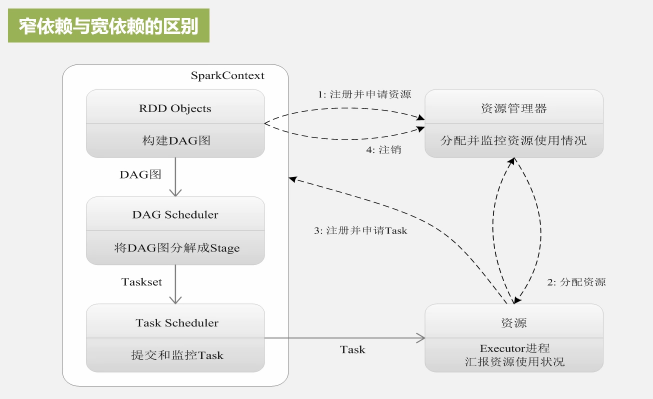 窄依赖与宽依赖的区别
SparkContext
RDD Objects
构建DAG图
DAG图
DAG Scheduler
将DAG图分解成Stage
Taskset
Task Scheduler
提交和监控Task
1: 注册并申请资源
4: 注销
资源管理器
分配并监控资源使用情况
3: 注册并申请Task
2: 分配资源
Task
资源
Executor进程
汇报资源使用状况